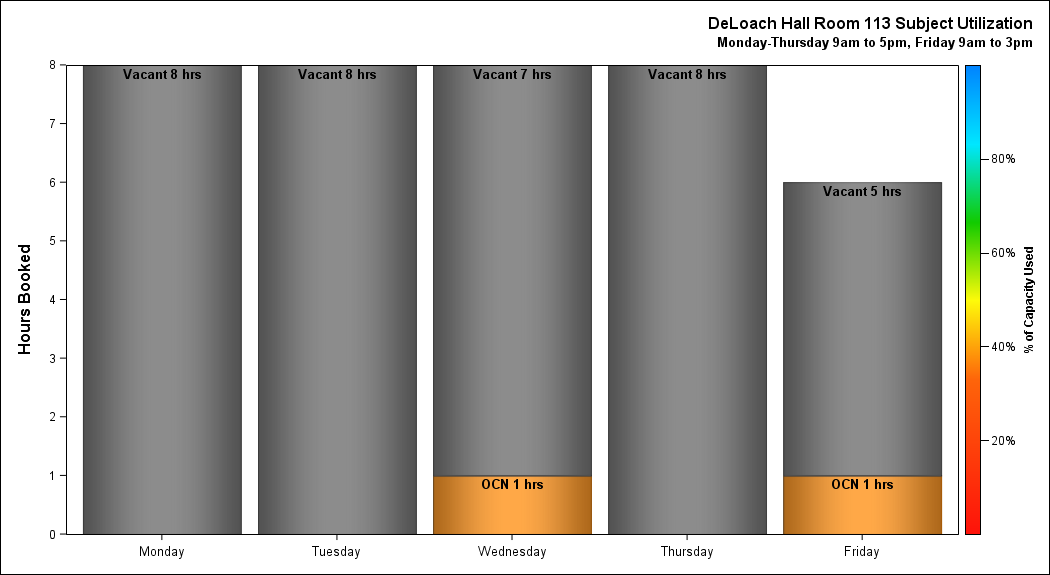 DeLoach Hall Room 113 Subject Utilization
Monday-Thursday 9am to 5pm, Friday 9am to 3pm
Hours Booked
8
7
6
5
4
3
2
1
0
Vacant 8 hrs
Vacant 8 hrs
Vacant 7 hrs
Vacant 8 hrs
Vacant 5 hrs
OCN 1 hrs
OCN 1 hrs
Monday
Tuesday
Wednesday
Thursday
Friday
80%
60%
40%
20%
% of Capacity Used